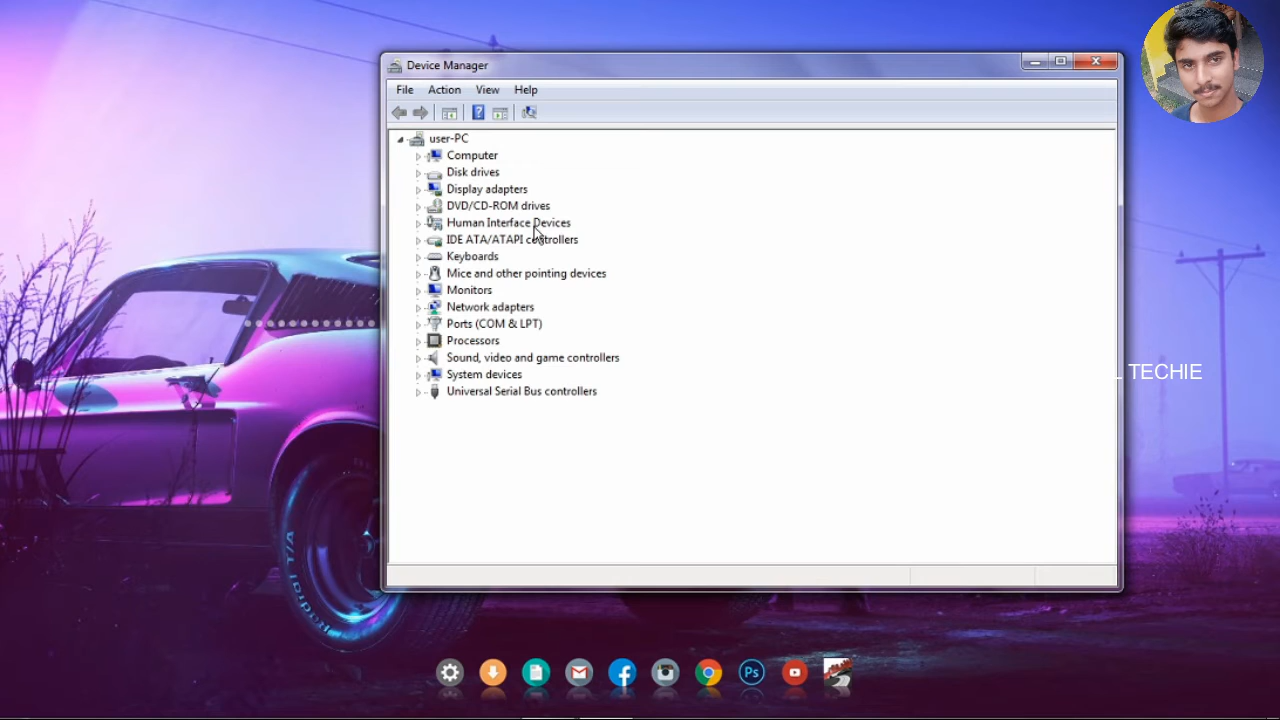 Device Manager
File Action View Help
user-PC
Computer
Disk drives
Display adapters
DVD/CD-ROM drives
Human Interface Devices
IDE ATA/ATAPI controllers
Keyboards
Mice and other pointing devices
Monitors
Network adapters
Ports (COM & LPT)
Processors
Sound, video and game controllers
TECHIE
System devices
Universal Serial Bus controllers
Ps